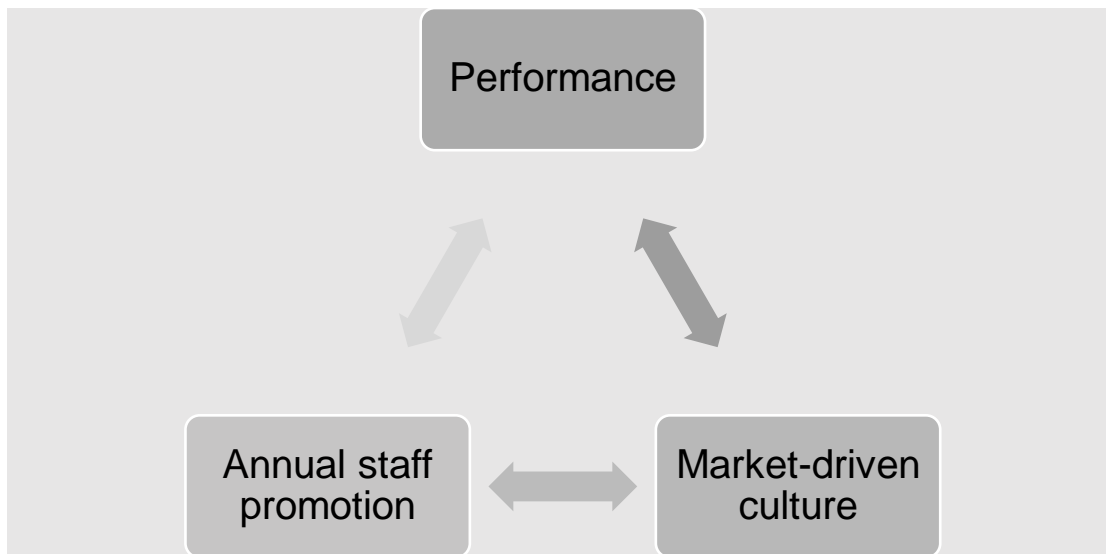 Performance
Annual staff
promotion
Market-driven
culture